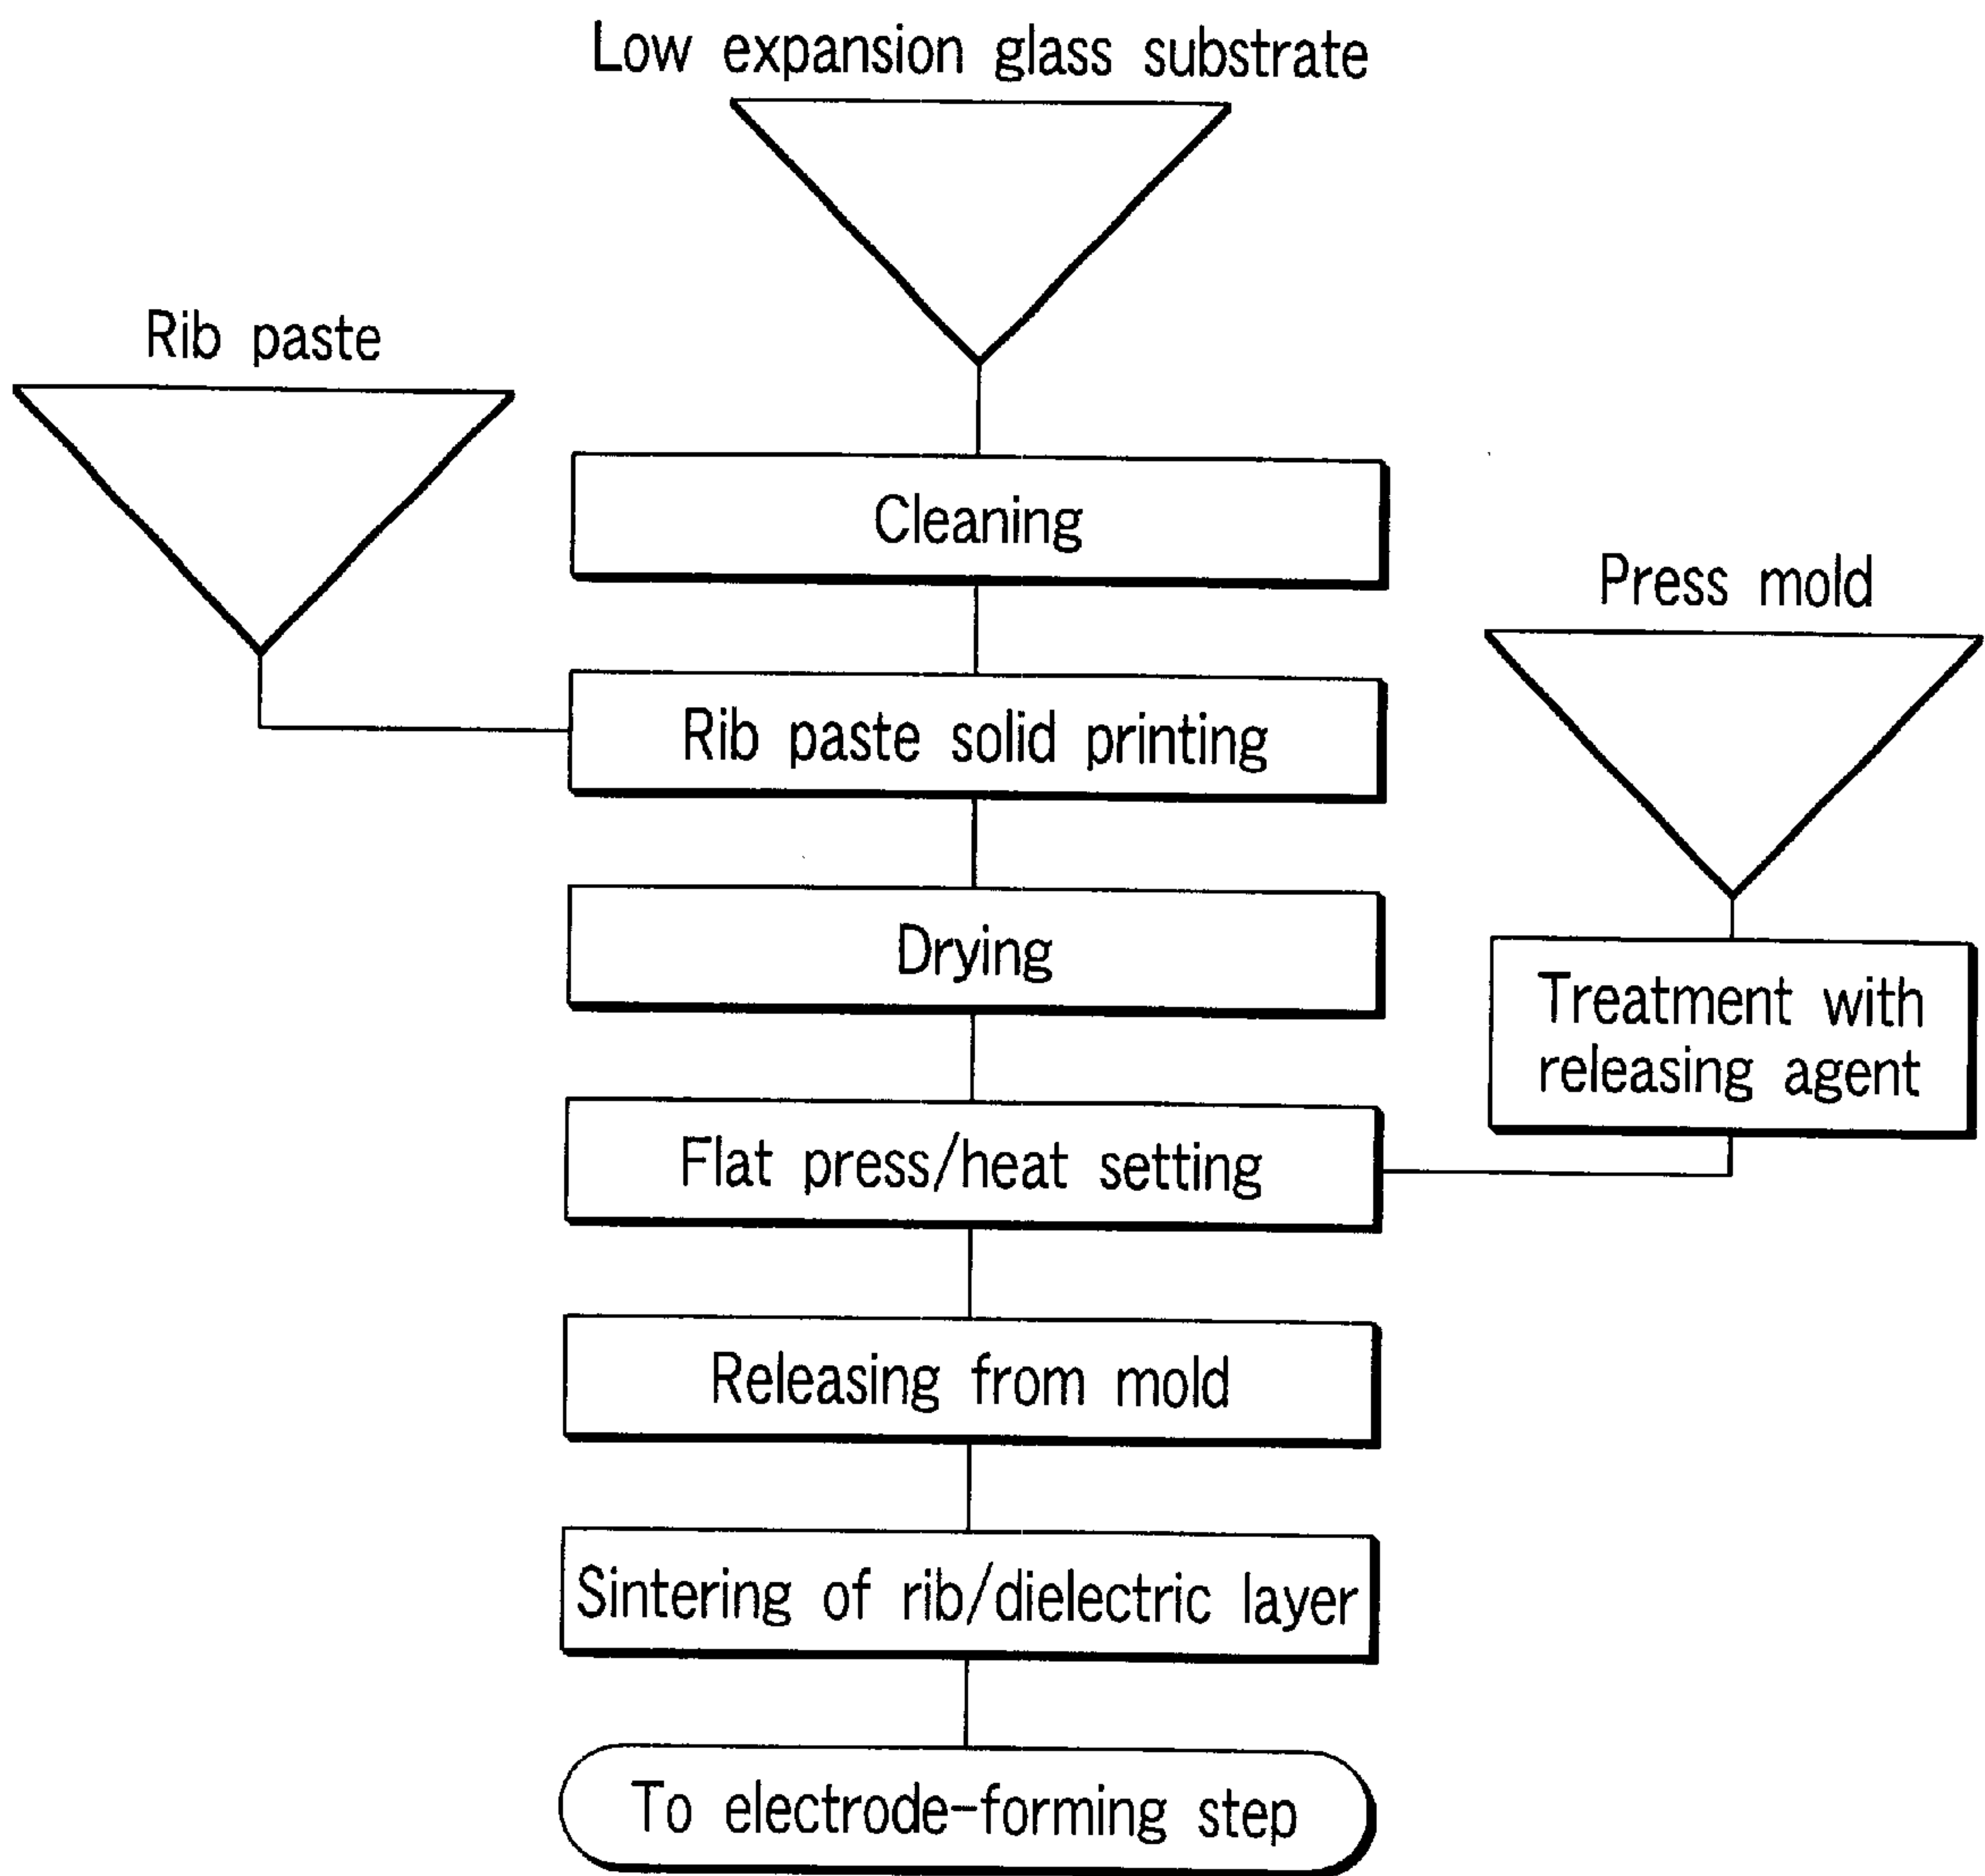 Low expansion glass substrate
Rib paste
Cleaning
Press mold
Rib paste solid printing
Drying
Treatment with
releasing agent
Flat press/heat setting
Releasing from mold
Sintering of rib/dielectric layer
To electrode-forming step